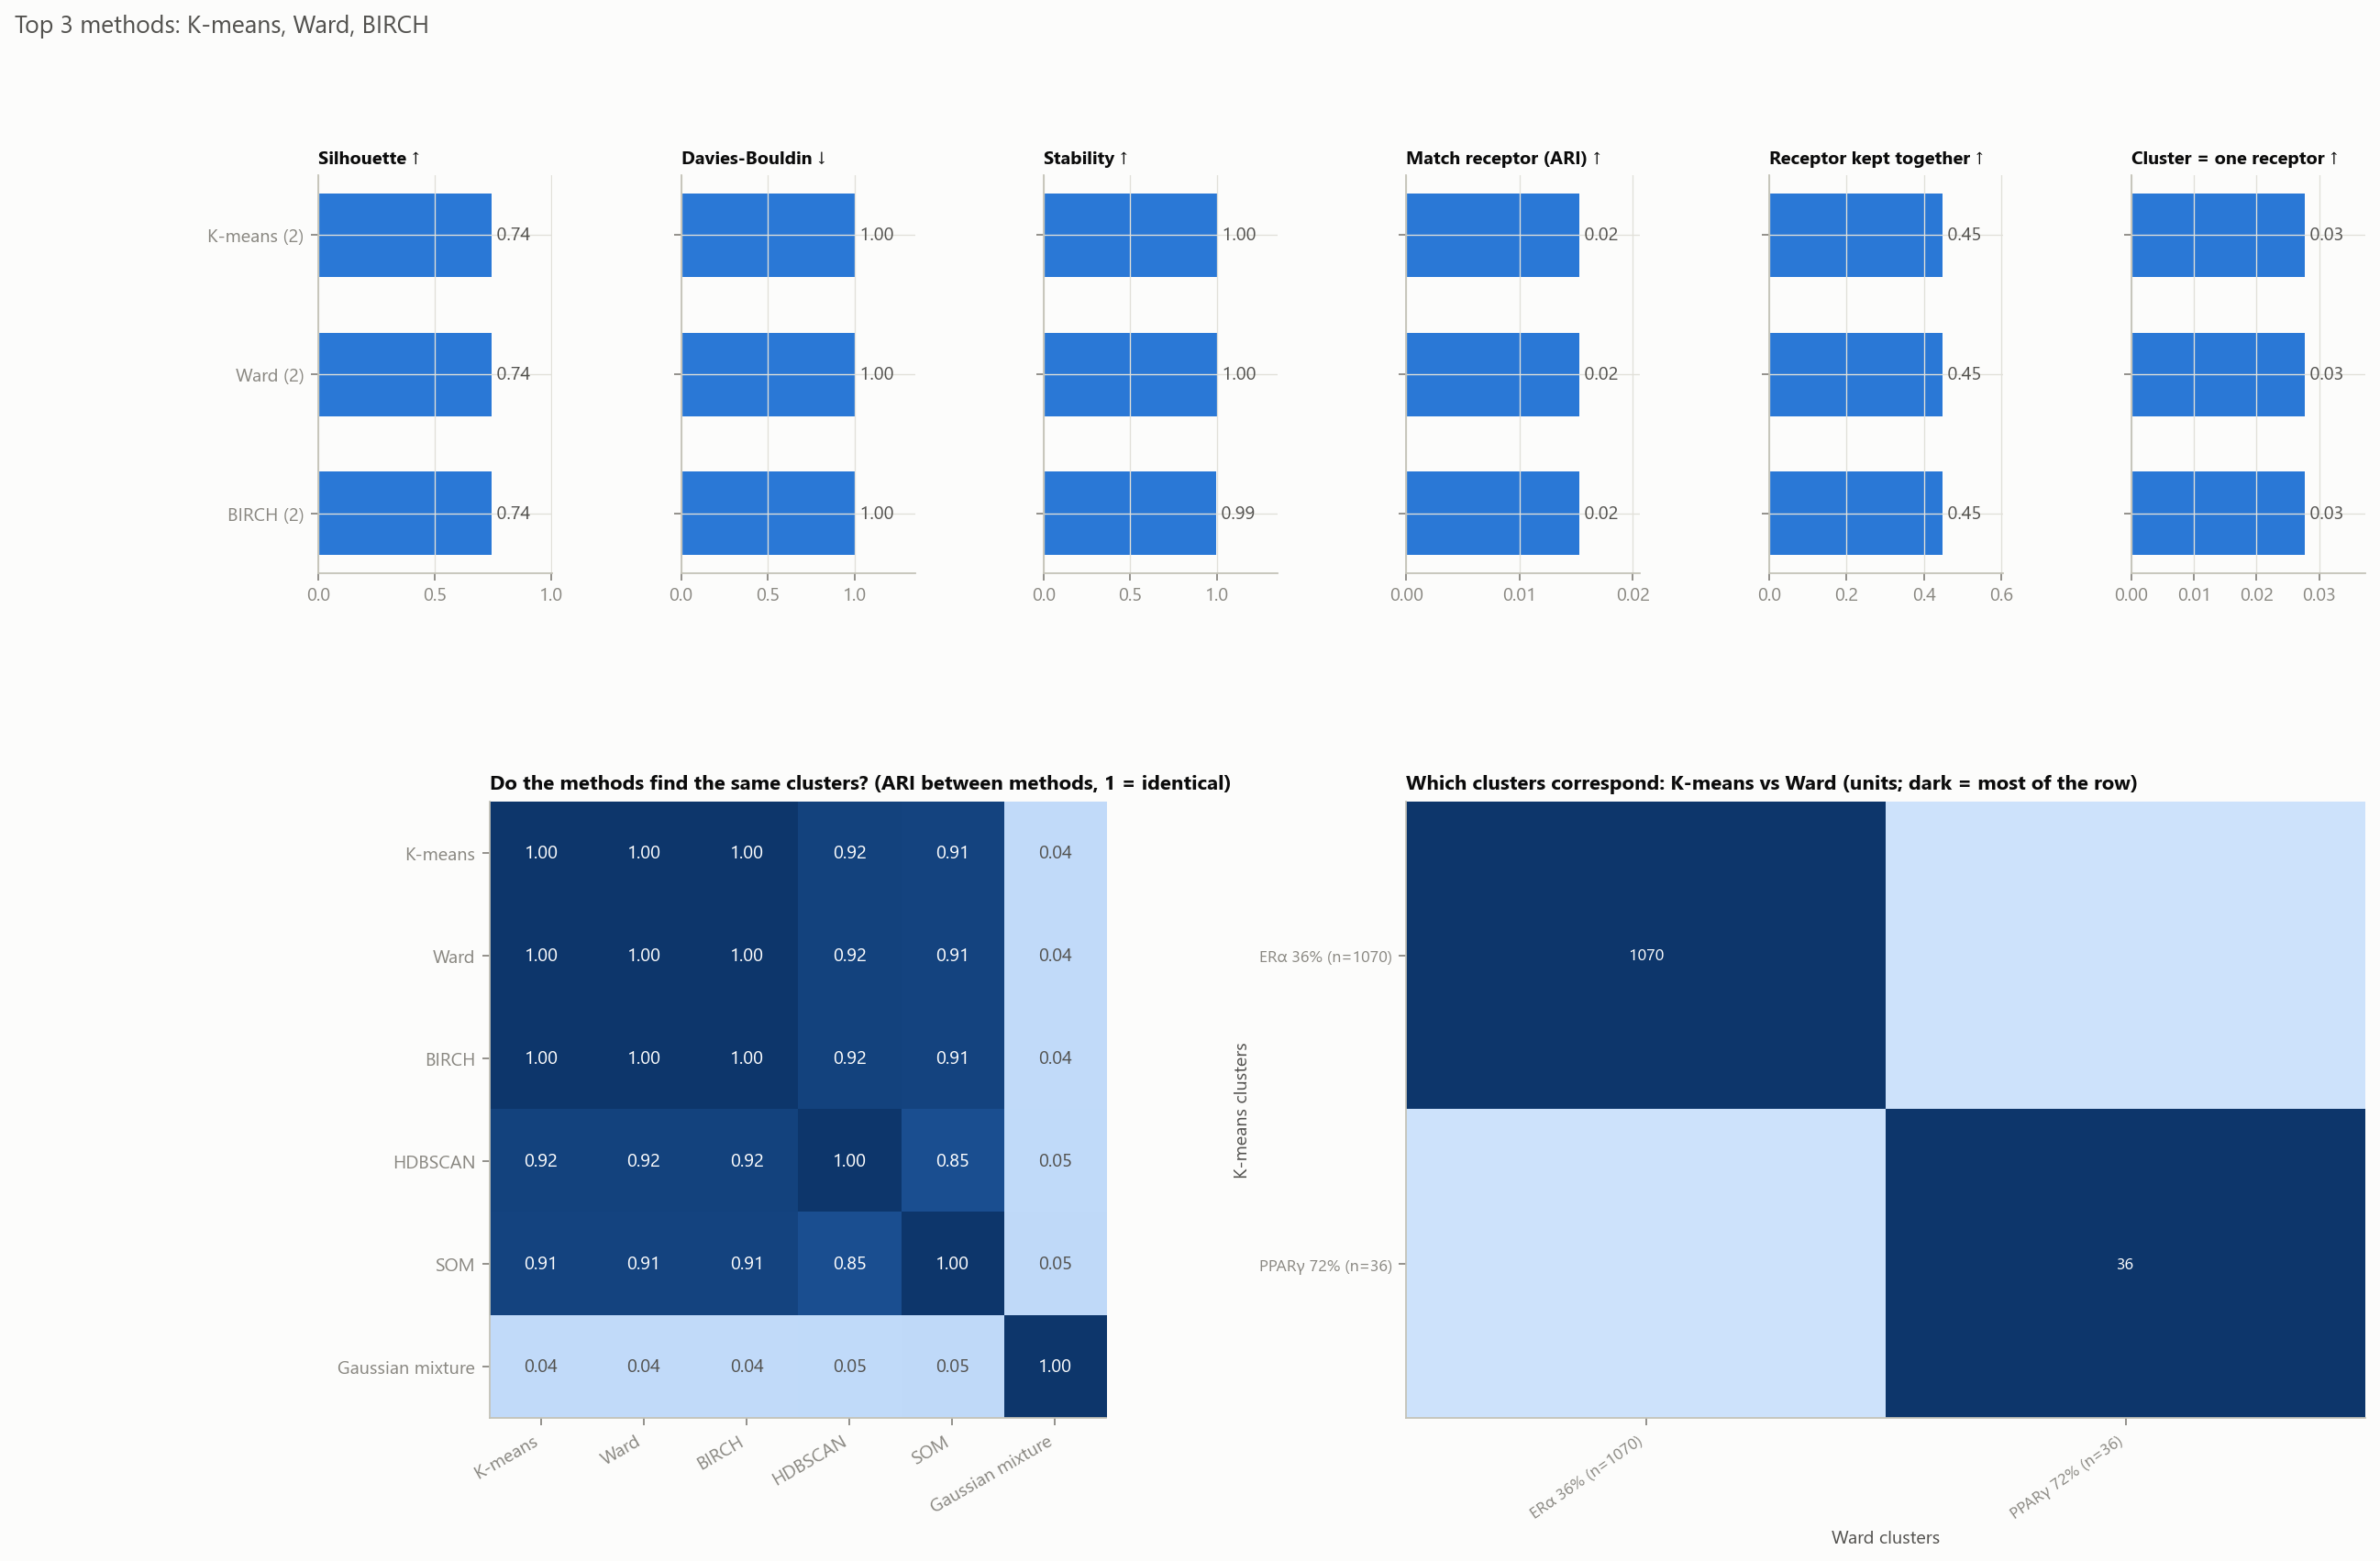 Top 3 methods: K-means, Ward, BIRCH
Silhouette ↑
Davies-Bouldin ↓
Stability ↑
Match receptor (ARI) ↑
Receptor kept together ↑
Cluster = one receptor ↑
K-means (2)
0.74
1.00
1.00
0.02
0.45
0.03
Ward (2)
0.74
1.00
1.00
0.02
0.45
0.03
BIRCH (2)
0.74
1.00
0.99
0.02
0.45
0.03
0.0 0.5 1.0
0.0 0.5 1.0
0.0 0.5 1.0
0.00 0.01 0.02
0.0 0.2 0.4 0.6
0.00 0.01 0.02 0.03
Do the methods find the same clusters? (ARI between methods, 1 = identical)
K-means 1.00 1.00 1.00 0.92 0.91 0.04
Ward 1.00 1.00 1.00 0.92 0.91 0.04
BIRCH 1.00 1.00 1.00 0.92 0.91 0.04
HDBSCAN 0.92 0.92 0.92 1.00 0.85 0.05
SOM 0.91 0.91 0.91 0.85 1.00 0.05
Gaussian mixture 0.04 0.04 0.04 0.05 0.05 1.00
K-means
Ward
BIRCH
HDBSCAN
SOM
Gaussian mixture
Which clusters correspond: K-means vs Ward (units; dark = most of the row)
K-means clusters
ERα 36% (n=1070) 1070
PPARγ 72% (n=36) 36
ERα 36% (n=1070)
PPARγ 72% (n=36)
Ward clusters